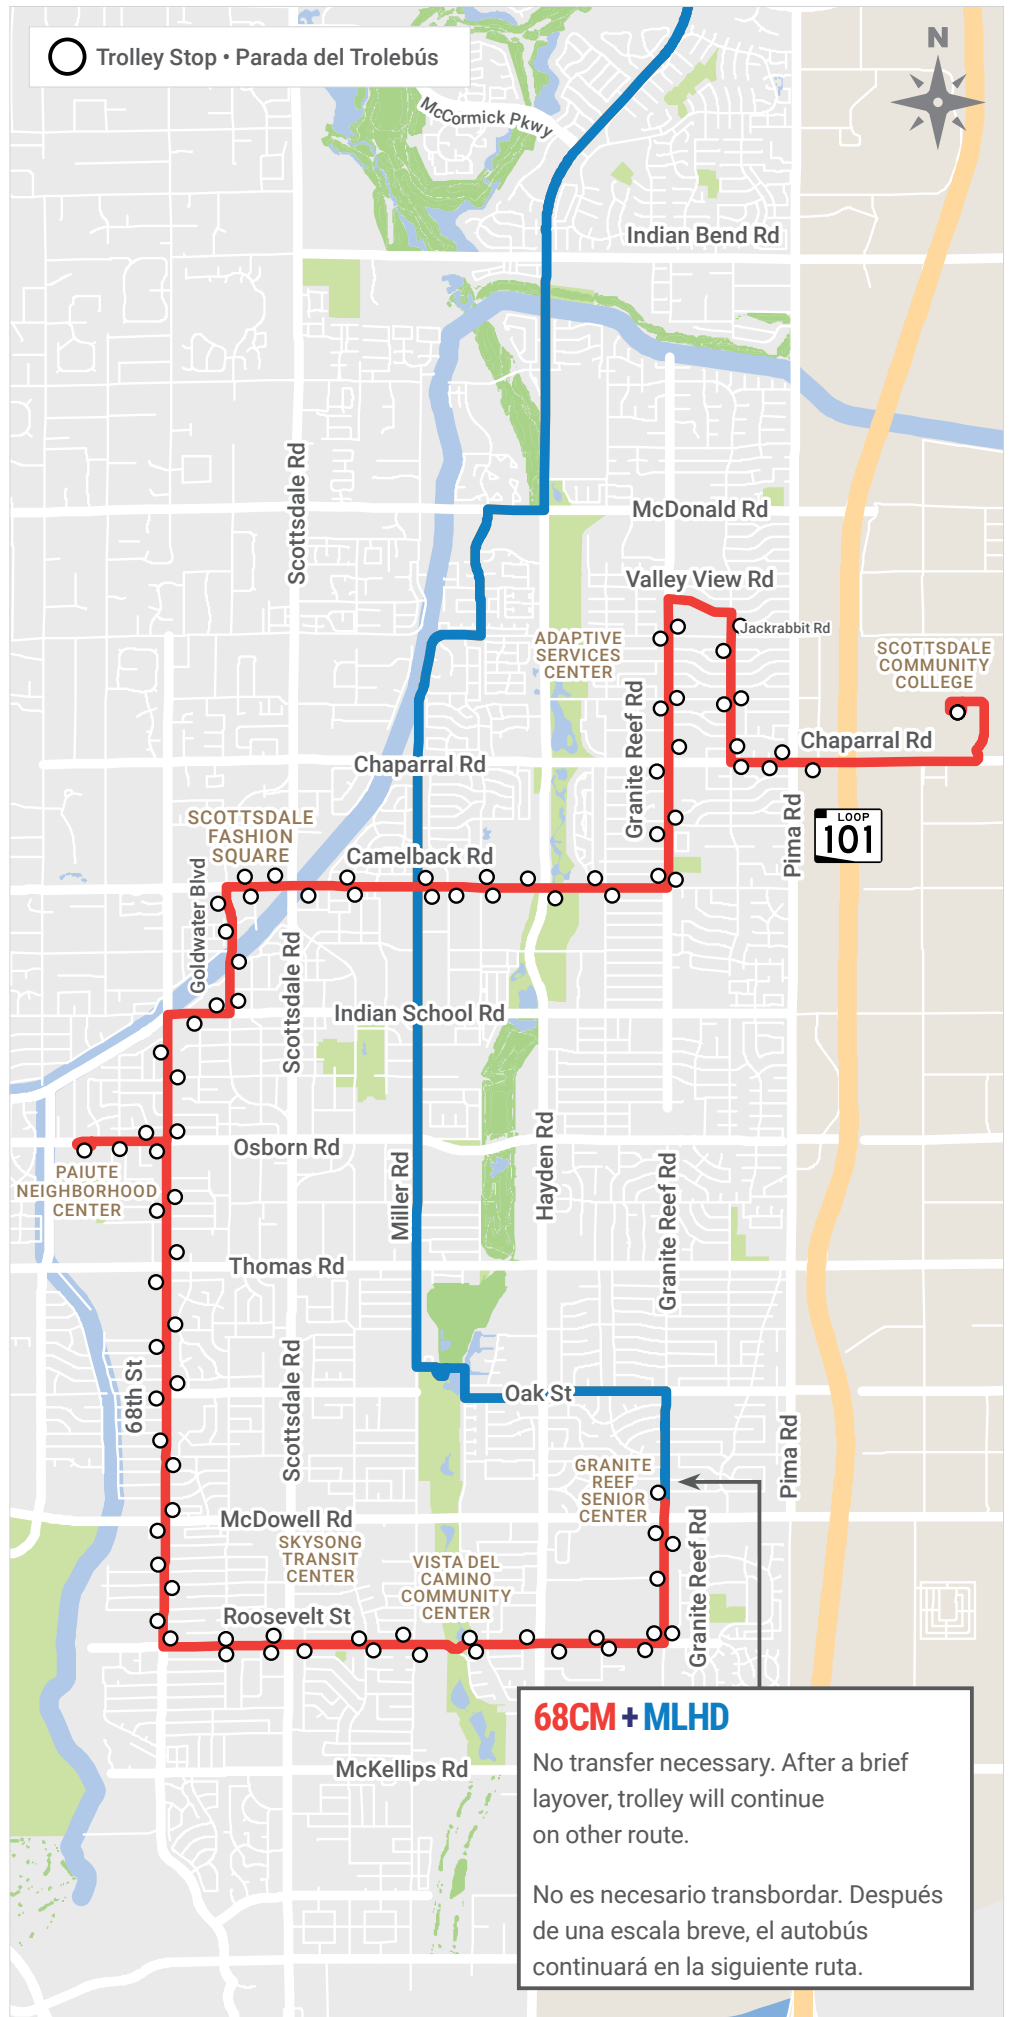 Trolley Stop • Parada del Trolebús
N
McCormick Pkwy
Indian Bend Rd
Scottsdale Rd
McDonald Rd
Valley View Rd
Jackrabbit Rd
ADAPTIVE
SERVICES
CENTER
SCOTTSDALE
COMMUNITY
COLLEGE
Granite Reef Rd
Chaparral Rd
Chaparral Rd
Pima Rd
LOOP
101
SCOTTSDALE
FASHION
SQUARE
Camelback Rd
Goldwater Blvd
Scottsdale Rd
Indian School Rd
Osborn Rd
Hayden Rd
Miller Rd
Granite Reef Rd
PAIUTE
NEIGHBORHOOD
CENTER
Thomas Rd
68th St
Scottsdale Rd
Oak St
Pima Rd
GRANITE
REEF
SENIOR
CENTER
McDowell Rd
SKYSONG
TRANSIT
CENTER
VISTA DEL
CAMINO
COMMUNITY
CENTER
Granite Reef Rd
Roosevelt St
McKellips Rd
68CM + MLHD
No transfer necessary. After a brief
layover, trolley will continue
on other route.
No es necesario transbordar. Después
de una escala breve, el autobús
continuará en la siguiente ruta.